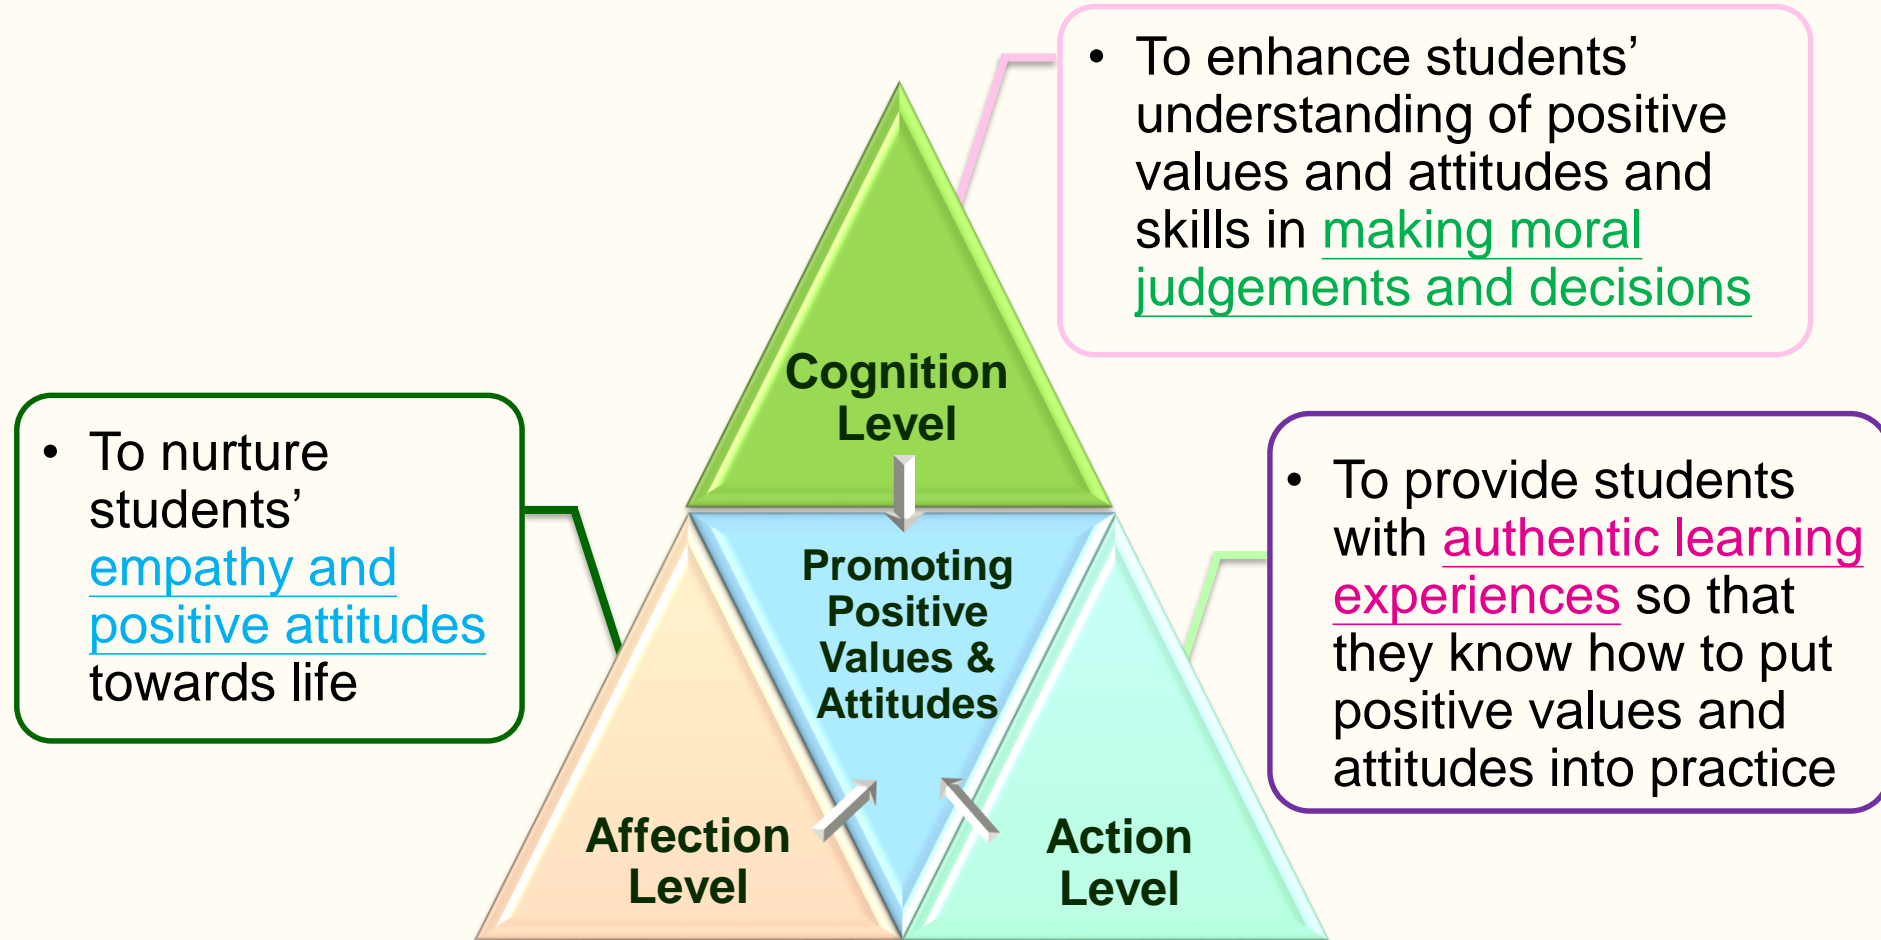 • To enhance students’
understanding of positive
values and attitudes and
skills in making moral
judgements and decisions
Cognition
Level
• To nurture
students’
empathy and
positive attitudes
towards life
Promoting
Positive
Values &
Attitudes
• To provide students
with authentic learning
experiences so that
they know how to put
positive values and
attitudes into practice
Affection
Level
Action
Level